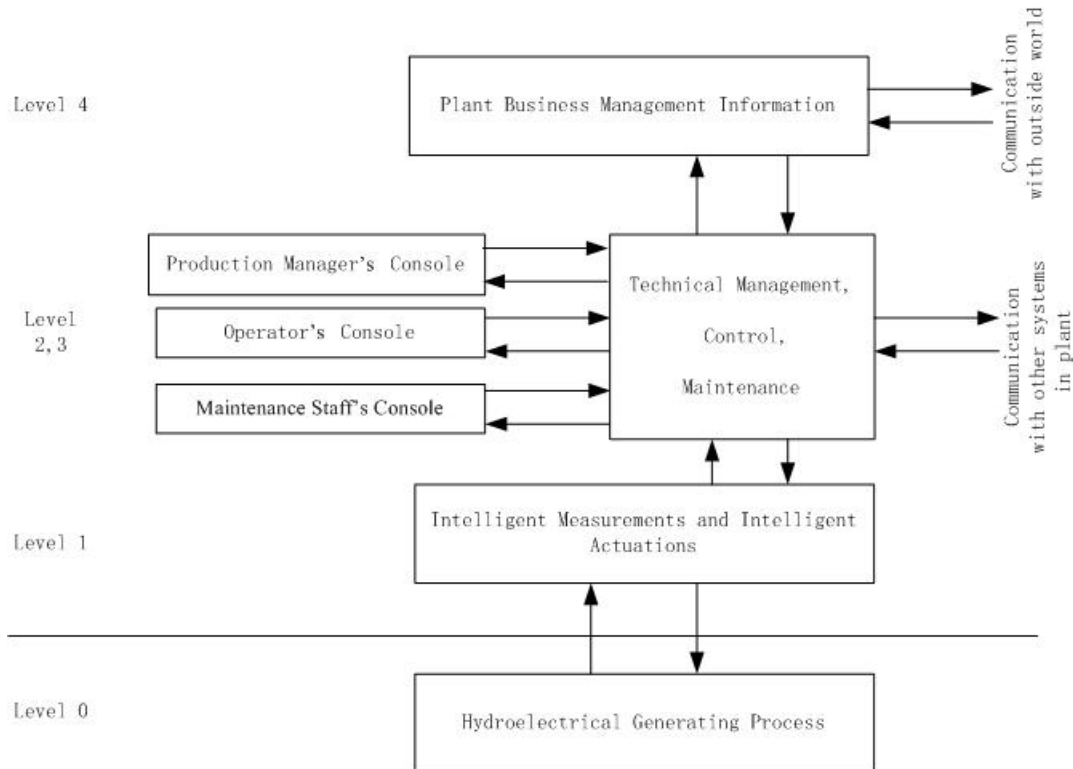 Level 4
Plant Business Management Information
Communication
with outside world
Production Manager's Console
Level
2,3
Operator's Console
Maintenance Staff's Console
Technical Management,
Control,
Maintenance
Communication
with other systems
in plant
Level 1
Intelligent Measurements and Intelligent
Actuations
Level 0
Hydroelectrical Generating Process